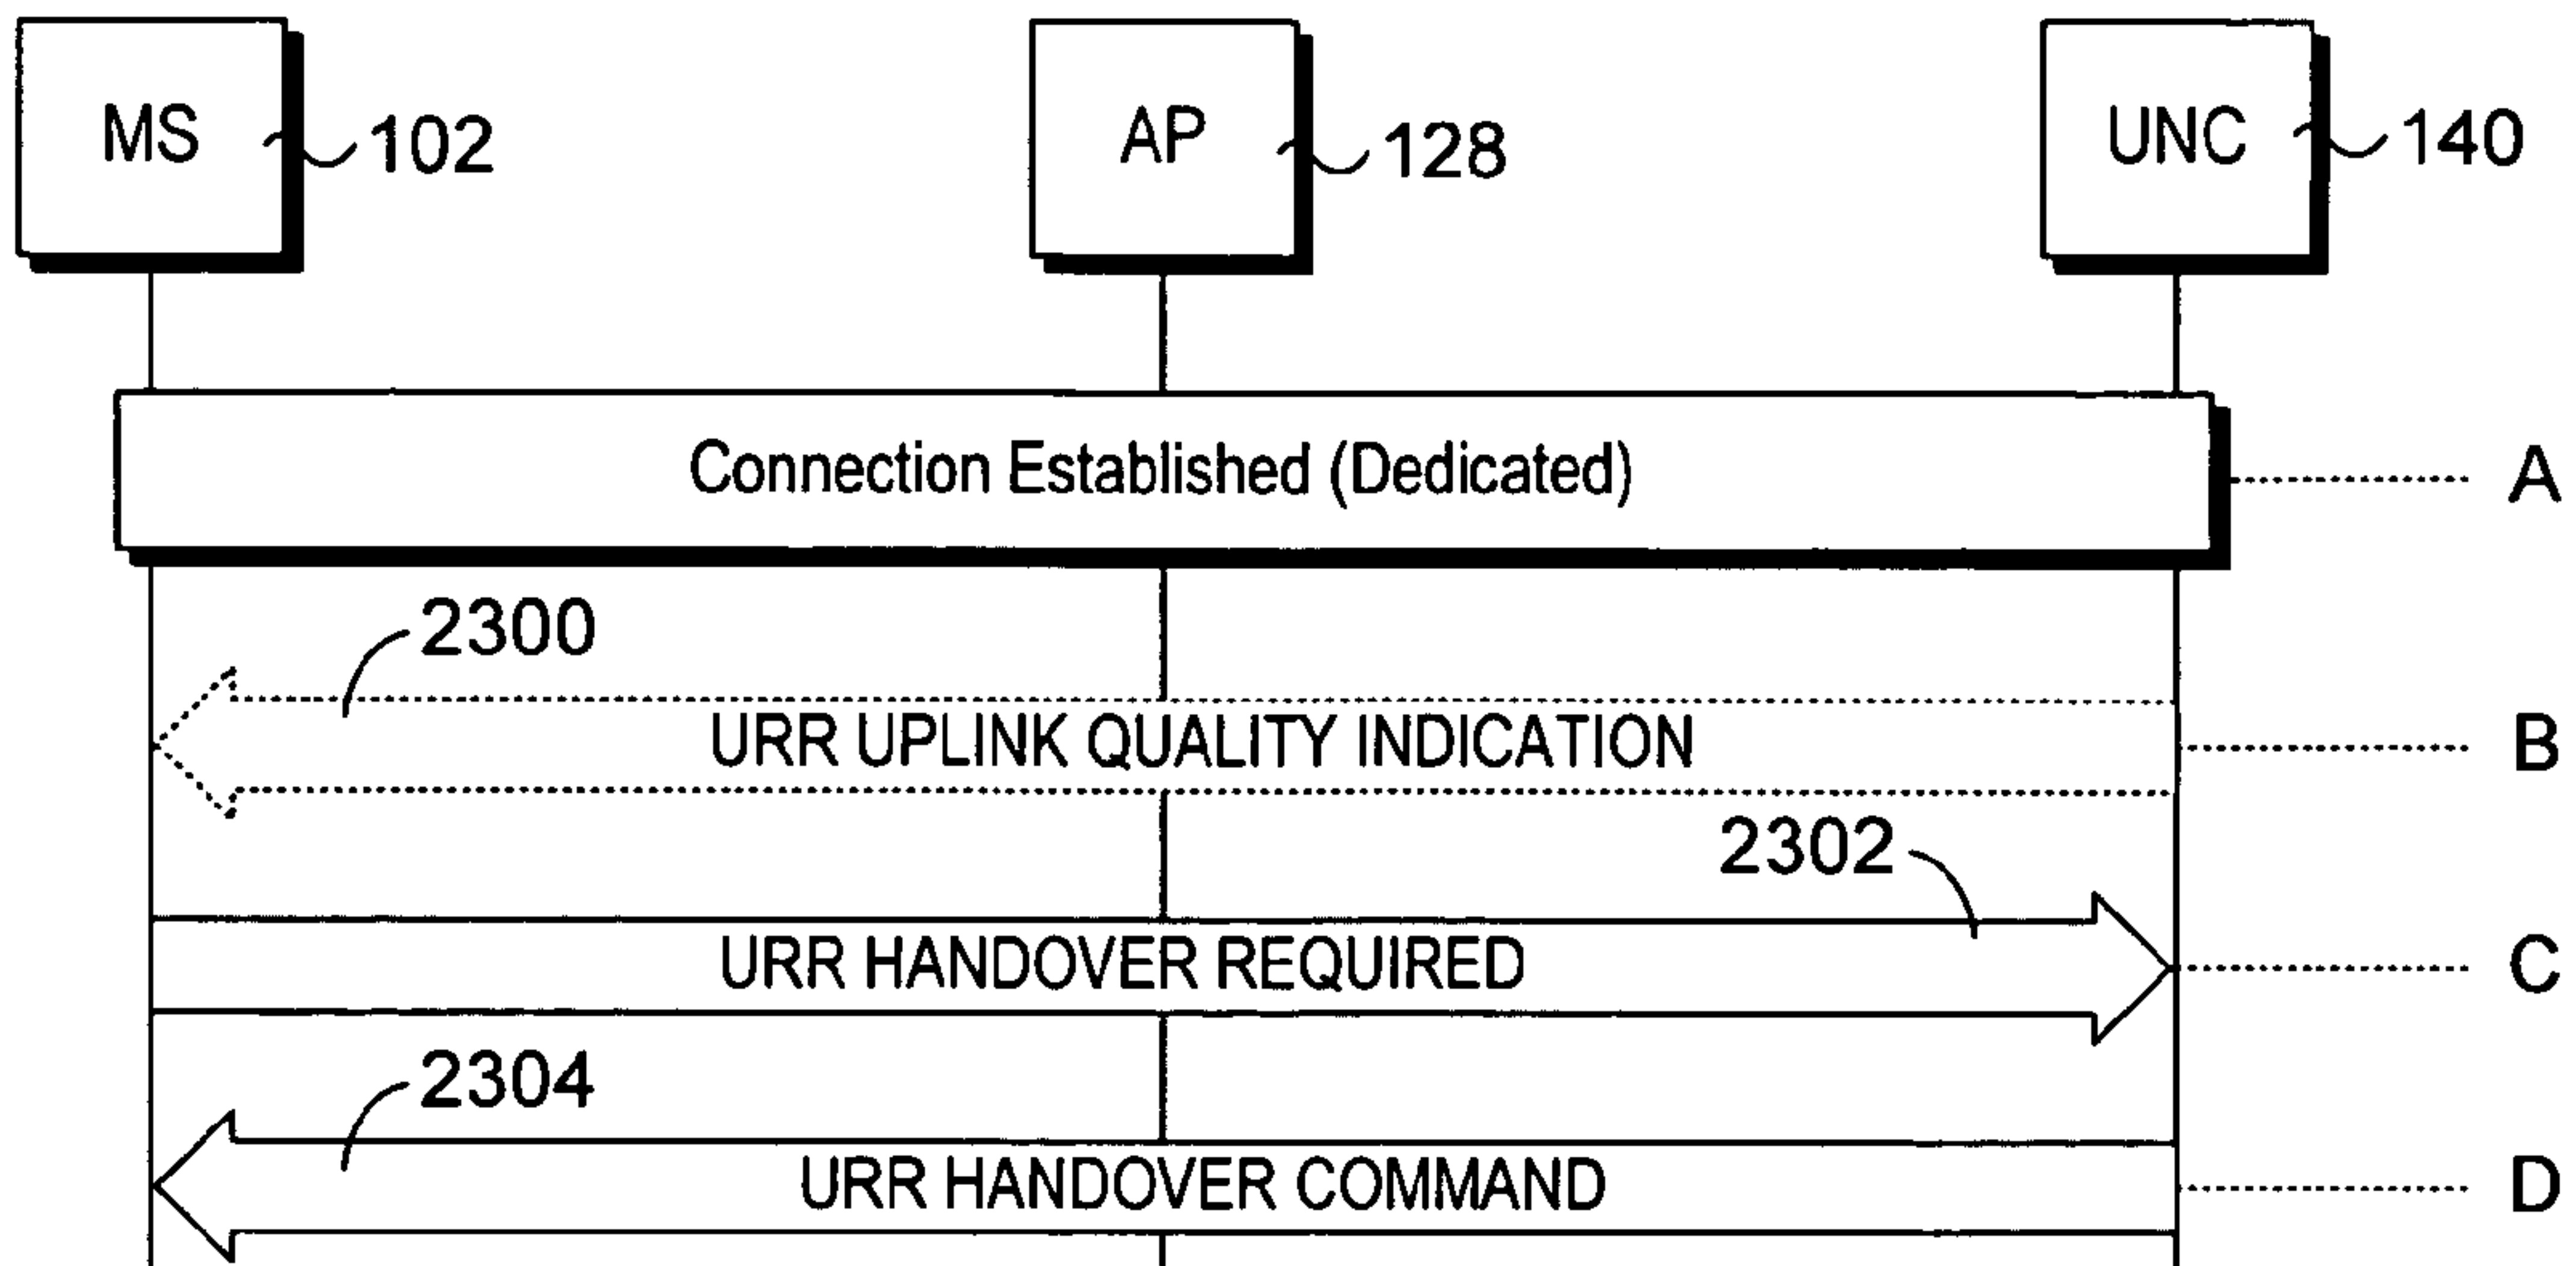 MS
102
AP
128
UNC
140
Connection Established (Dedicated)
A
2300
URR UPLINK QUALITY INDICATION
B
2302
URR HANDOVER REQUIRED
C
2304
URR HANDOVER COMMAND
D